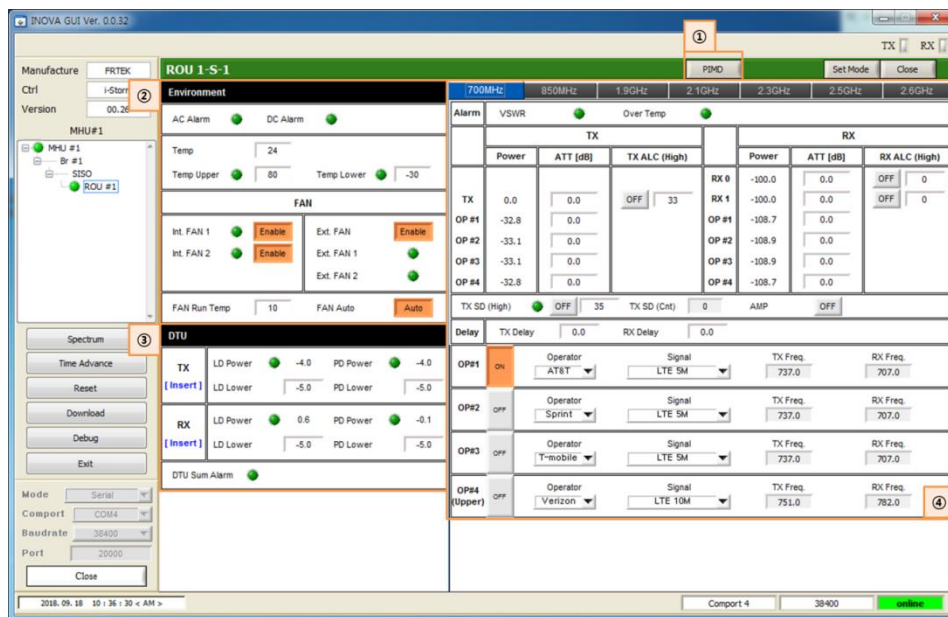 INOVA GUI Ver. 0.0.32
①
TX RX
Manufacture FRTEK
Ctrl
Version
MHU#1
MHU #1
Br #1
SISO
ROU #1
Spectrum
Time Advance
Reset
Download
Debug
Exit
Mode Serial
Comport COM4
Baudrate 38400
Port 20000
Close
ROU 1-S-1 PIMD Set Mode Close
②
Environment
AC Alarm DC Alarm
Temp 24
Temp Upper 80 Temp Lower -30
FAN
Int. FAN 1 Enable Ext. FAN Enable
Int. FAN 2 Enable Ext. FAN 1
Ext. FAN 2
FAN Run Temp 10 FAN Auto Auto
③
DTU
TX LD Power -4.0 PD Power -4.0
[ Insert ] LD Lower -5.0 PD Lower -5.0
RX LD Power 0.6 PD Power -0.1
[ Insert ] LD Lower -5.0 PD Lower -5.0
DTU Sum Alarm
700MHz 850MHz 1.9GHz 2.1GHz 2.3GHz 2.5GHz 2.6GHz
Alarm VSWR Over Temp
TX RX
Power ATT [dB] TX ALC (High) Power ATT [dB] RX ALC (High)
RX 0 -100.0 0.0 OFF 0
TX 0.0 0.0 OFF 33 RX 1 -100.0 0.0 OFF 0
OP #1 -32.8 0.0 OP #1 -108.7 0.0
OP #2 -33.1 0.0 OP #2 -108.9 0.0
OP #3 -33.1 0.0 OP #3 -108.9 0.0
OP #4 -32.8 0.0 OP #4 -108.7 0.0
TX SD (High) OFF 35 TX SD (Cnt) 0 AMP OFF
Delay TX Delay 0.0 RX Delay 0.0
Operator Signal TX Freq. RX Freq.
OP#1 ON AT&T LTE 5M 737.0 707.0
Operator Signal TX Freq. RX Freq.
OP#2 OFF Sprint LTE 5M 737.0 707.0
Operator Signal TX Freq. RX Freq.
OP#3 OFF T-mobile LTE 5M 737.0 707.0
Operator Signal TX Freq. RX Freq.
OP#4 (Upper) OFF Verizon LTE 10M 751.0 782.0
④
2018. 09. 18 10 : 36 : 30 < AM > Comport 4 38400 online